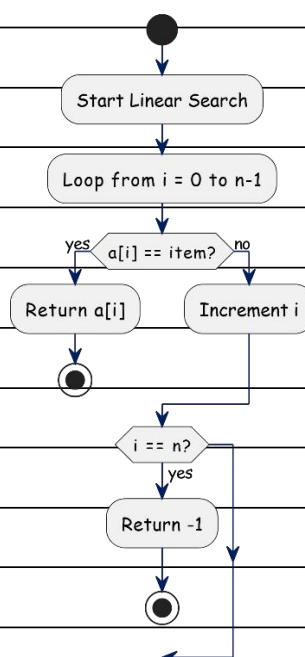 Start Linear Search
Loop from i = 0 to n-1
a[i] == item?
yes
no
Return a[i]
Increment i
i == n?
yes
Return -1